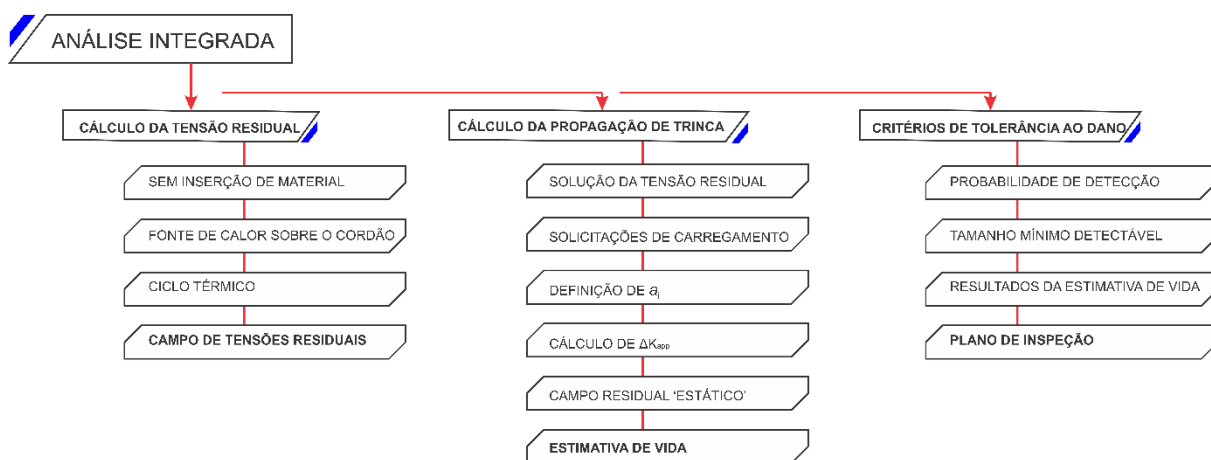 ANÁLISE INTEGRADA
CÁLCULO DA TENSÃO RESIDUAL
SEM INSERÇÃO DE MATERIAL
FONTE DE CALOR SOBRE O CORDÃO
CICLO TÉRMICO
CAMPO DE TENSÕES RESIDUAIS
CÁLCULO DA PROPAGAÇÃO DE TRINCA
SOLUÇÃO DA TENSÃO RESIDUAL
SOLICITAÇÕES DE CARREGAMENTO
DEFINIÇÃO DE ai
CÁLCULO DE ΔKapp
CAMPO RESIDUAL ‘ESTÁTICO’
ESTIMATIVA DE VIDA
CRITÉRIOS DE TOLERÂNCIA AO DANO
PROBABILIDADE DE DETECÇÃO
TAMANHO MÍNIMO DETECTÁVEL
RESULTADOS DA ESTIMATIVA DE VIDA
PLANO DE INSPEÇÃO